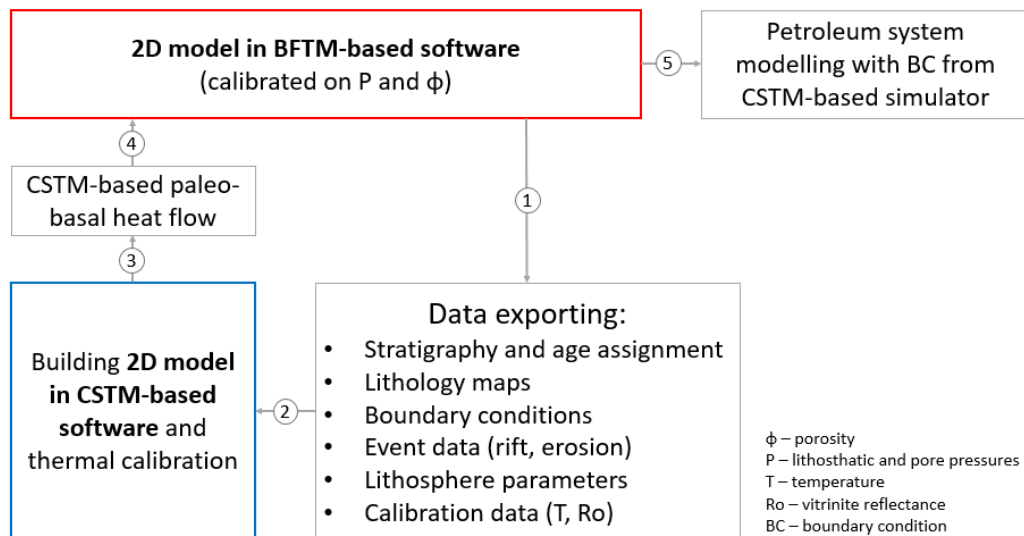 2D model in BFTM-based software
(calibrated on P and ϕ)
5
Petroleum system
modelling with BC from
CSTM-based simulator
4
CSTM-based paleo-
basal heat flow
3
1
Building 2D model
in CSTM-based
software and
thermal calibration
2
Data exporting:
• Stratigraphy and age assignment
• Lithology maps
• Boundary conditions
• Event data (rift, erosion)
• Lithosphere parameters
• Calibration data (T, Ro)
ϕ – porosity
P – lithosthatic and pore pressures
T – temperature
Ro – vitrinite reflectance
BC – boundary condition